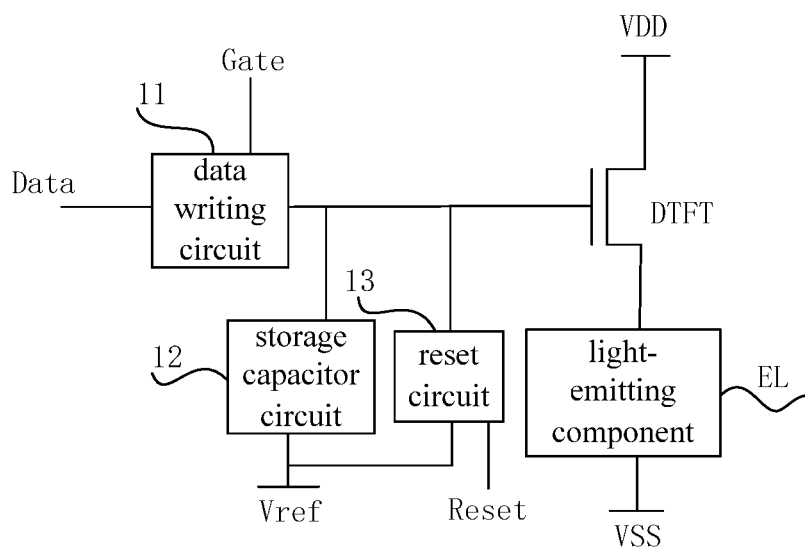 VDD
Gate
11
Data
data
writing
circuit
DTFT
13
12
storage
capacitor
circuit
reset
circuit
light-
emitting
component
EL
Vref
Reset
VSS